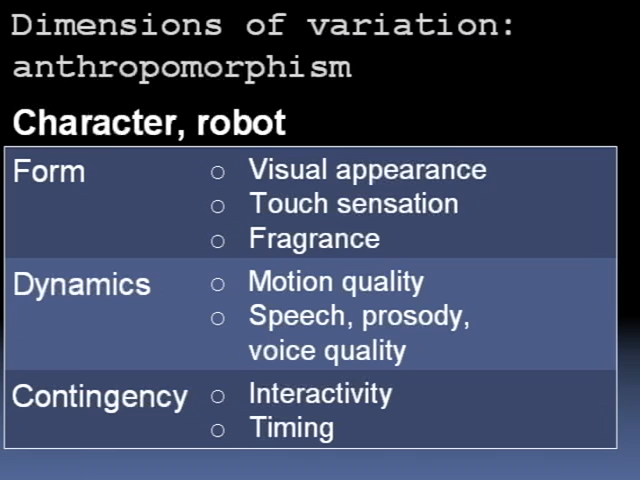 Dimensions of variation:
anthropomorphism
Character, robot
Form
○ Visual appearance
○ Touch sensation
○ Fragrance
Dynamics
○ Motion quality
○ Speech, prosody,
voice quality
Contingency
○ Interactivity
○ Timing